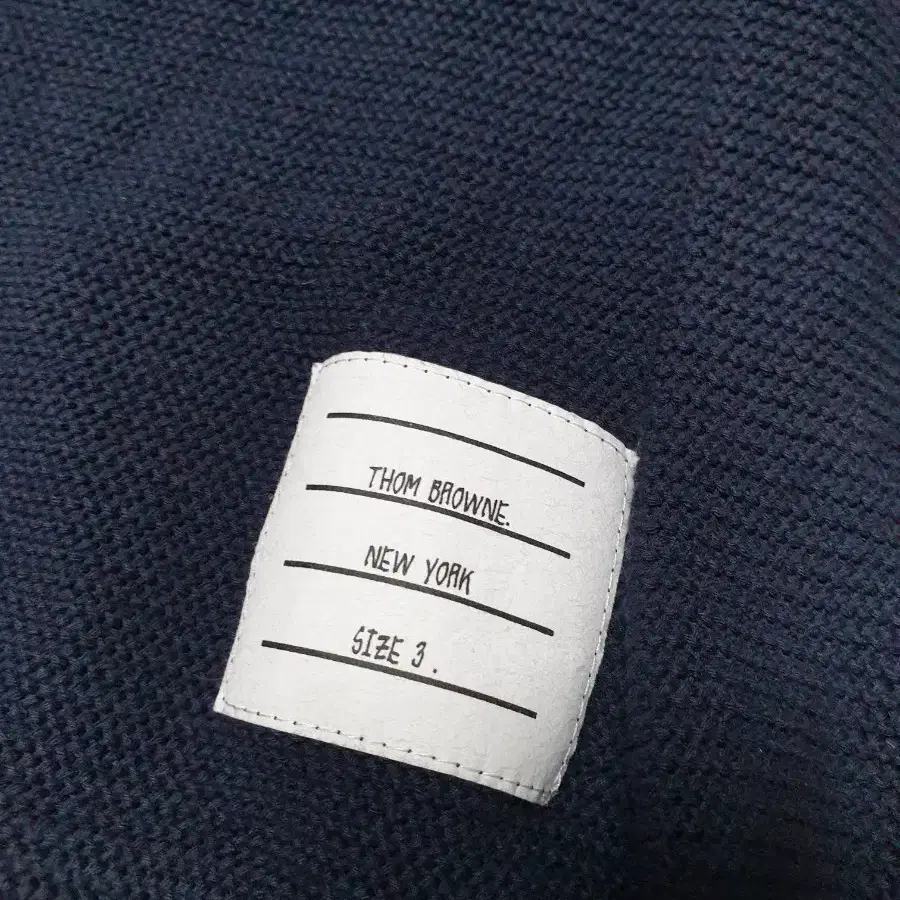 THOM BROWNE.
NEW YORK
SIZE 3 .